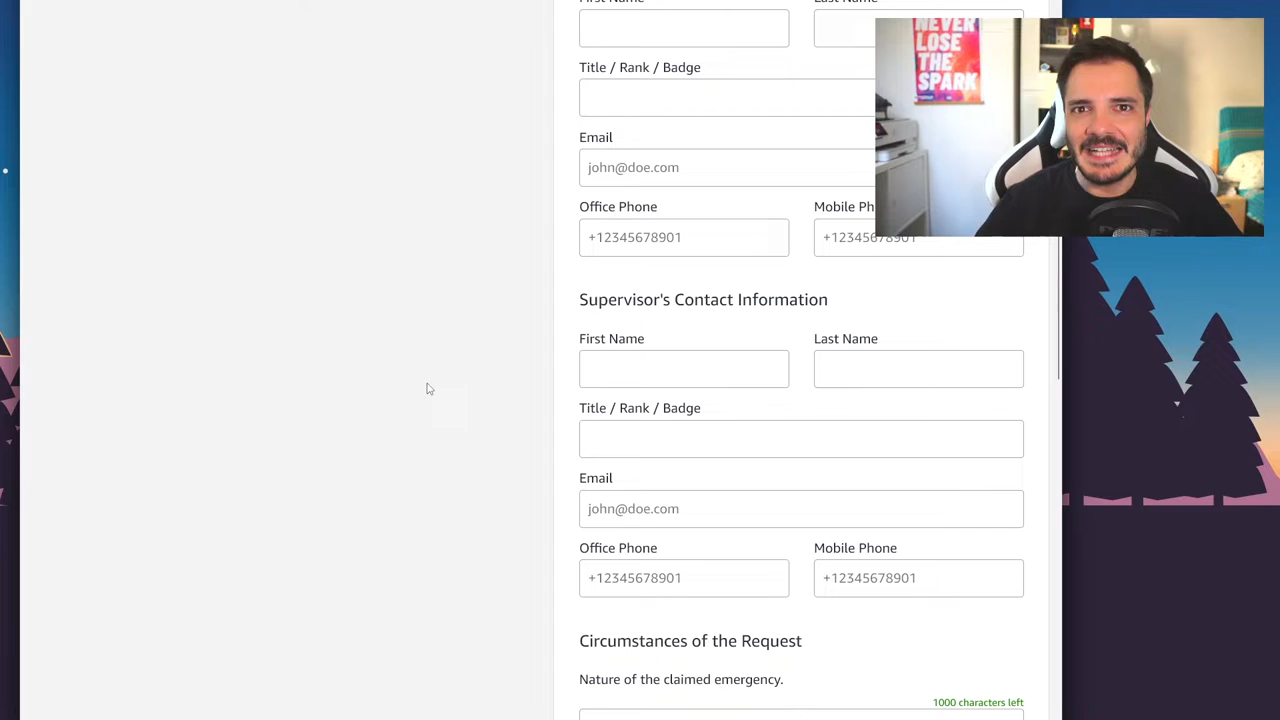 First Name
Last Name
NEVER
LOSE
THE
SPARK
Title / Rank / Badge
Email
john@doe.com
Office Phone
Mobile Ph
+12345678901
+12345678901
Supervisor's Contact Information
First Name
Last Name
Title / Rank / Badge
Email
john@doe.com
Office Phone
Mobile Phone
+12345678901
+12345678901
Circumstances of the Request
Nature of the claimed emergency.
1000 characters left